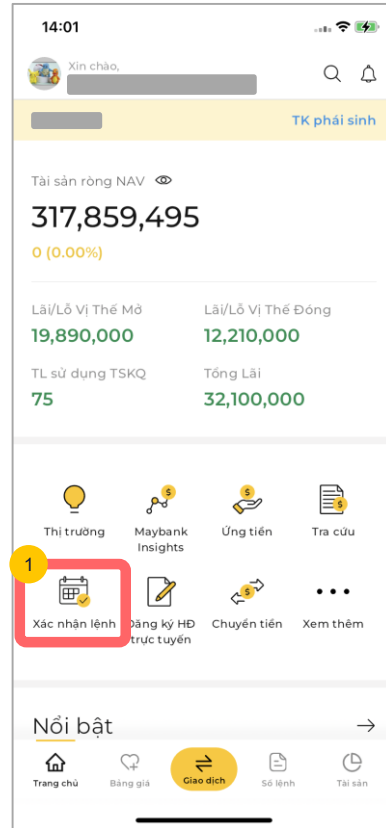 14:01
Xin chào,
TK phái sinh
Tài sản ròng NAV
317,859,495
0 (0.00%)
Lãi/Lỗ Vị Thế Mở
Lãi/Lỗ Vị Thế Đóng
19,890,000
12,210,000
TL sử dụng TSKQ
Tổng Lãi
75
32,100,000
Thị trường
Maybank
Insights
Ứng tiền
Tra cứu
1
Xác nhận lệnh
Đăng ký HĐ
trực tuyến
Chuyển tiền
Xem thêm
Nổi bật
Trang chủ
Bảng giá
Giao dịch
Sổ lệnh
Tài sản